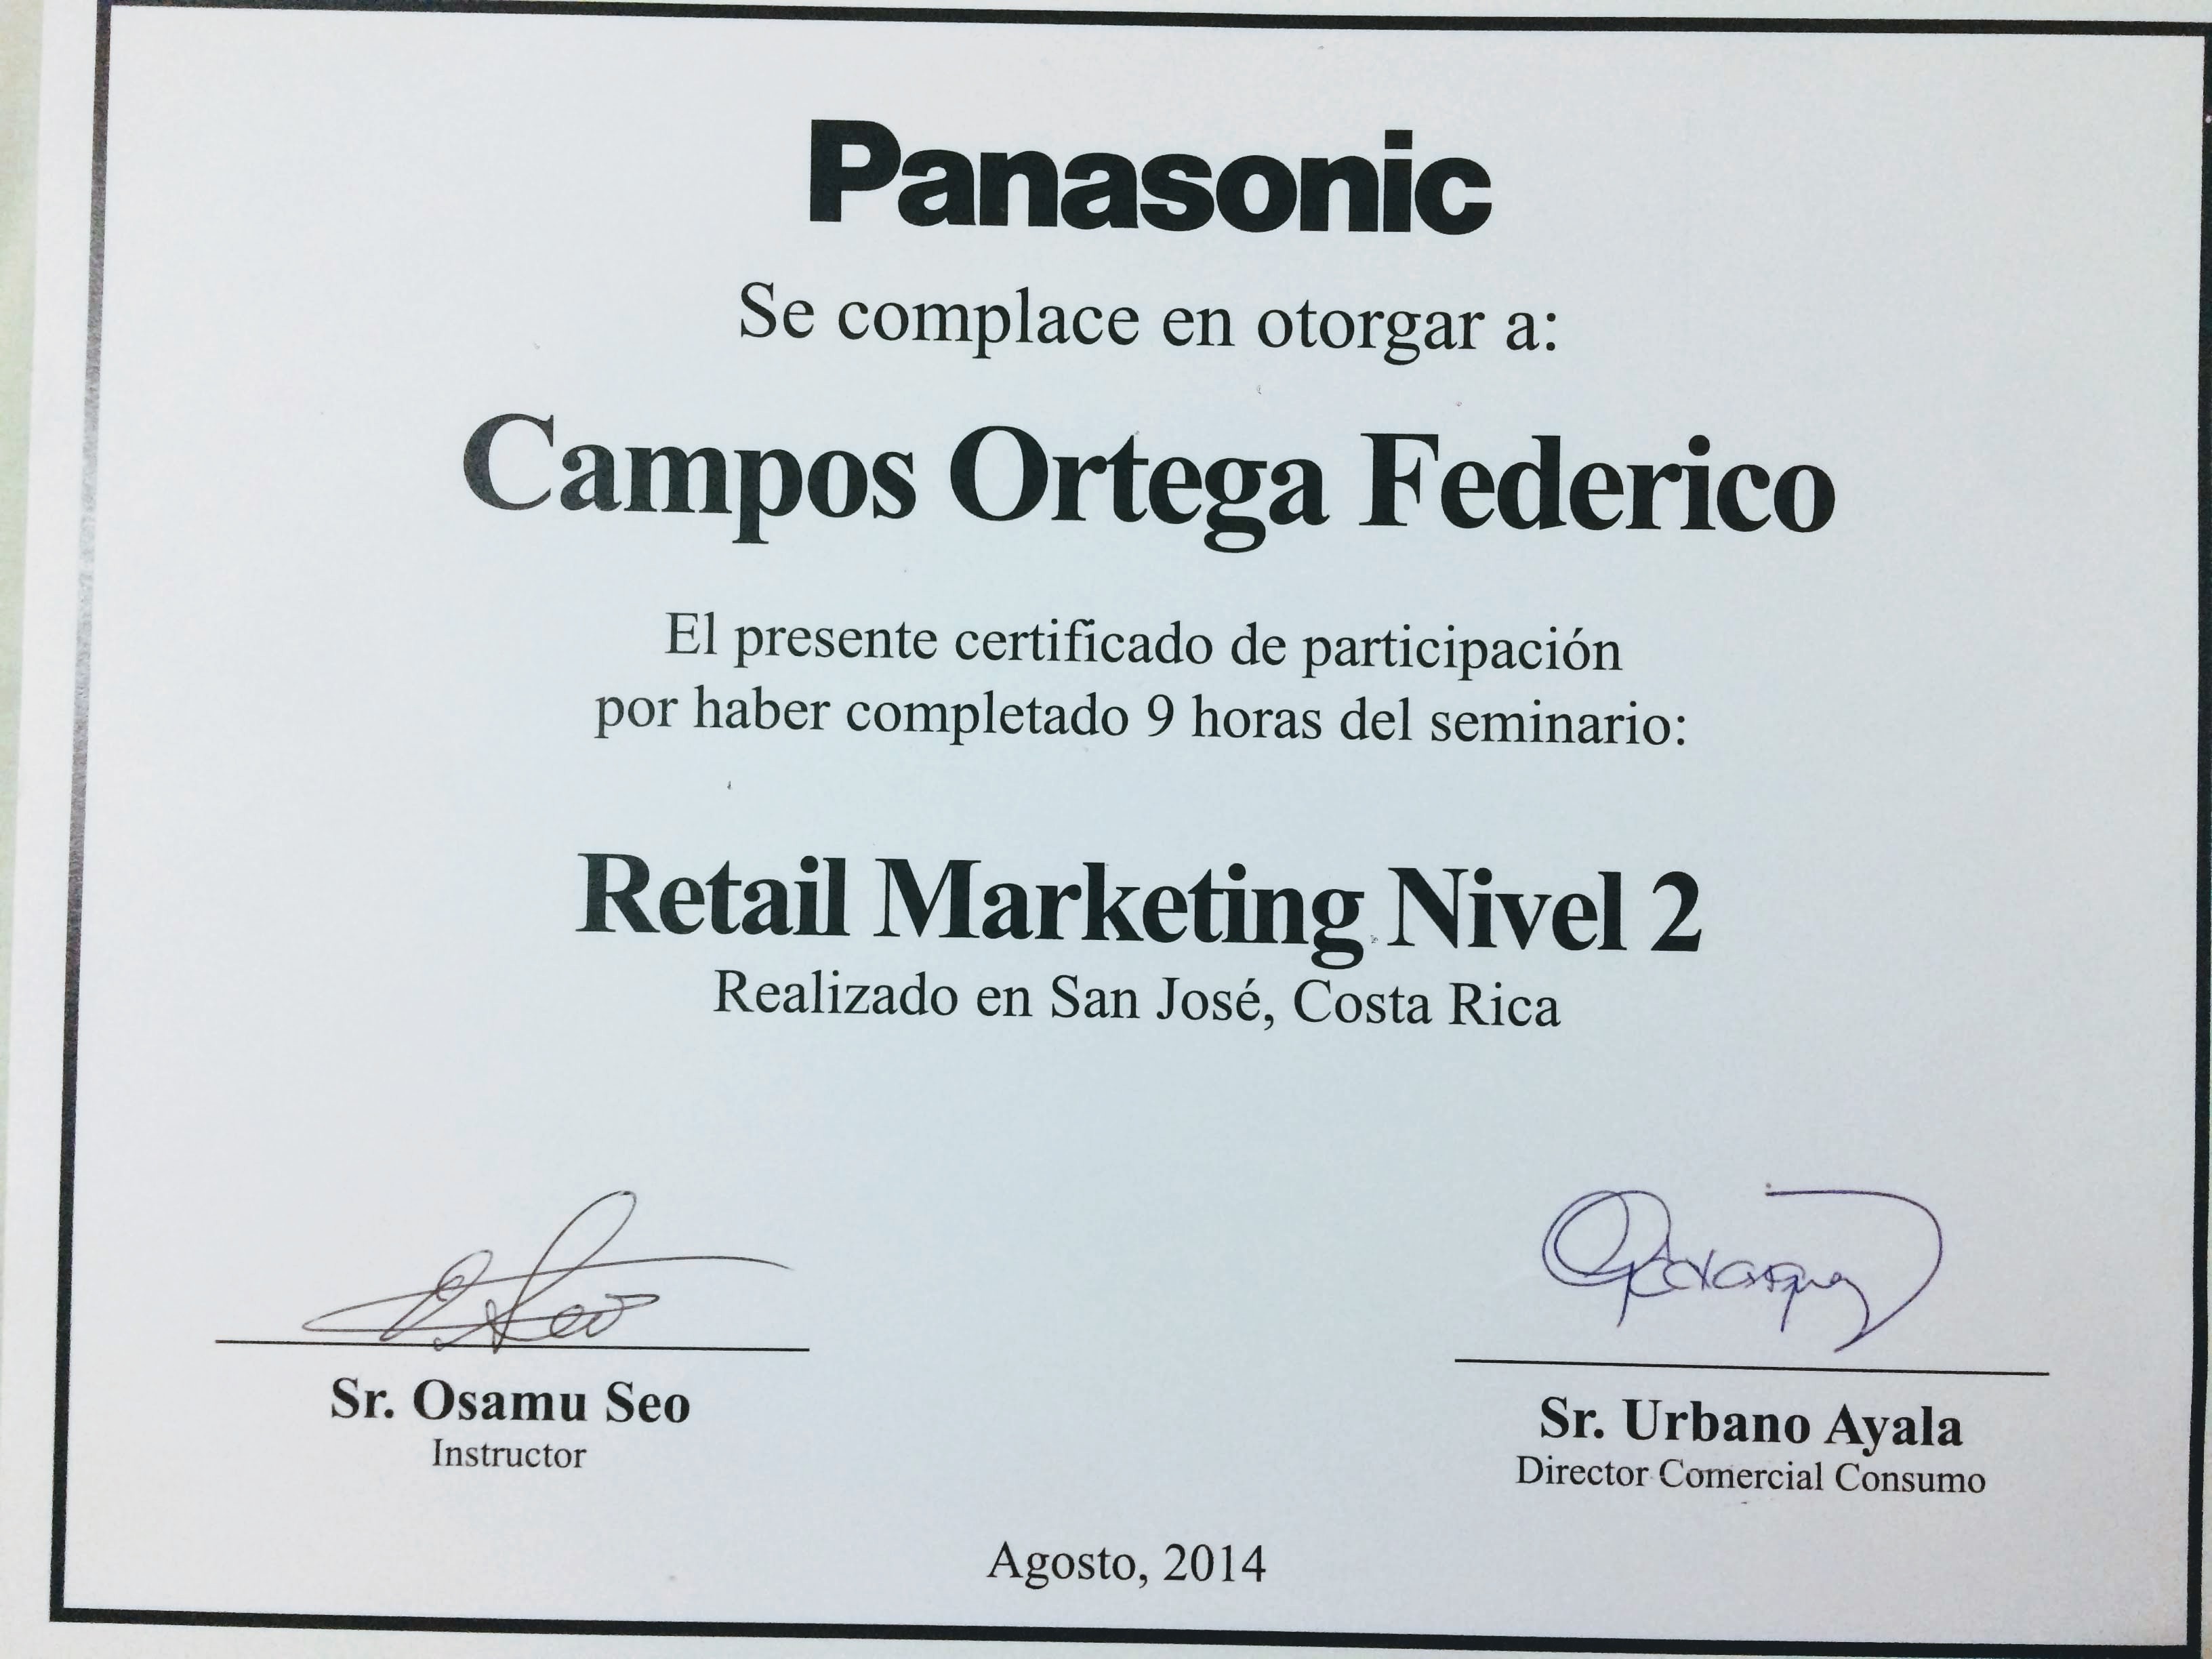 Panasonic
Se complace en otorgar a:
Campos Ortega Federico
El presente certificado de participación
por haber completado 9 horas del seminario:
Retail Marketing Nivel 2
Realizado en San José, Costa Rica
Sr. Osamu Seo
Instructor
Sr. Urbano Ayala
Director Comercial Consumo
Agosto, 2014